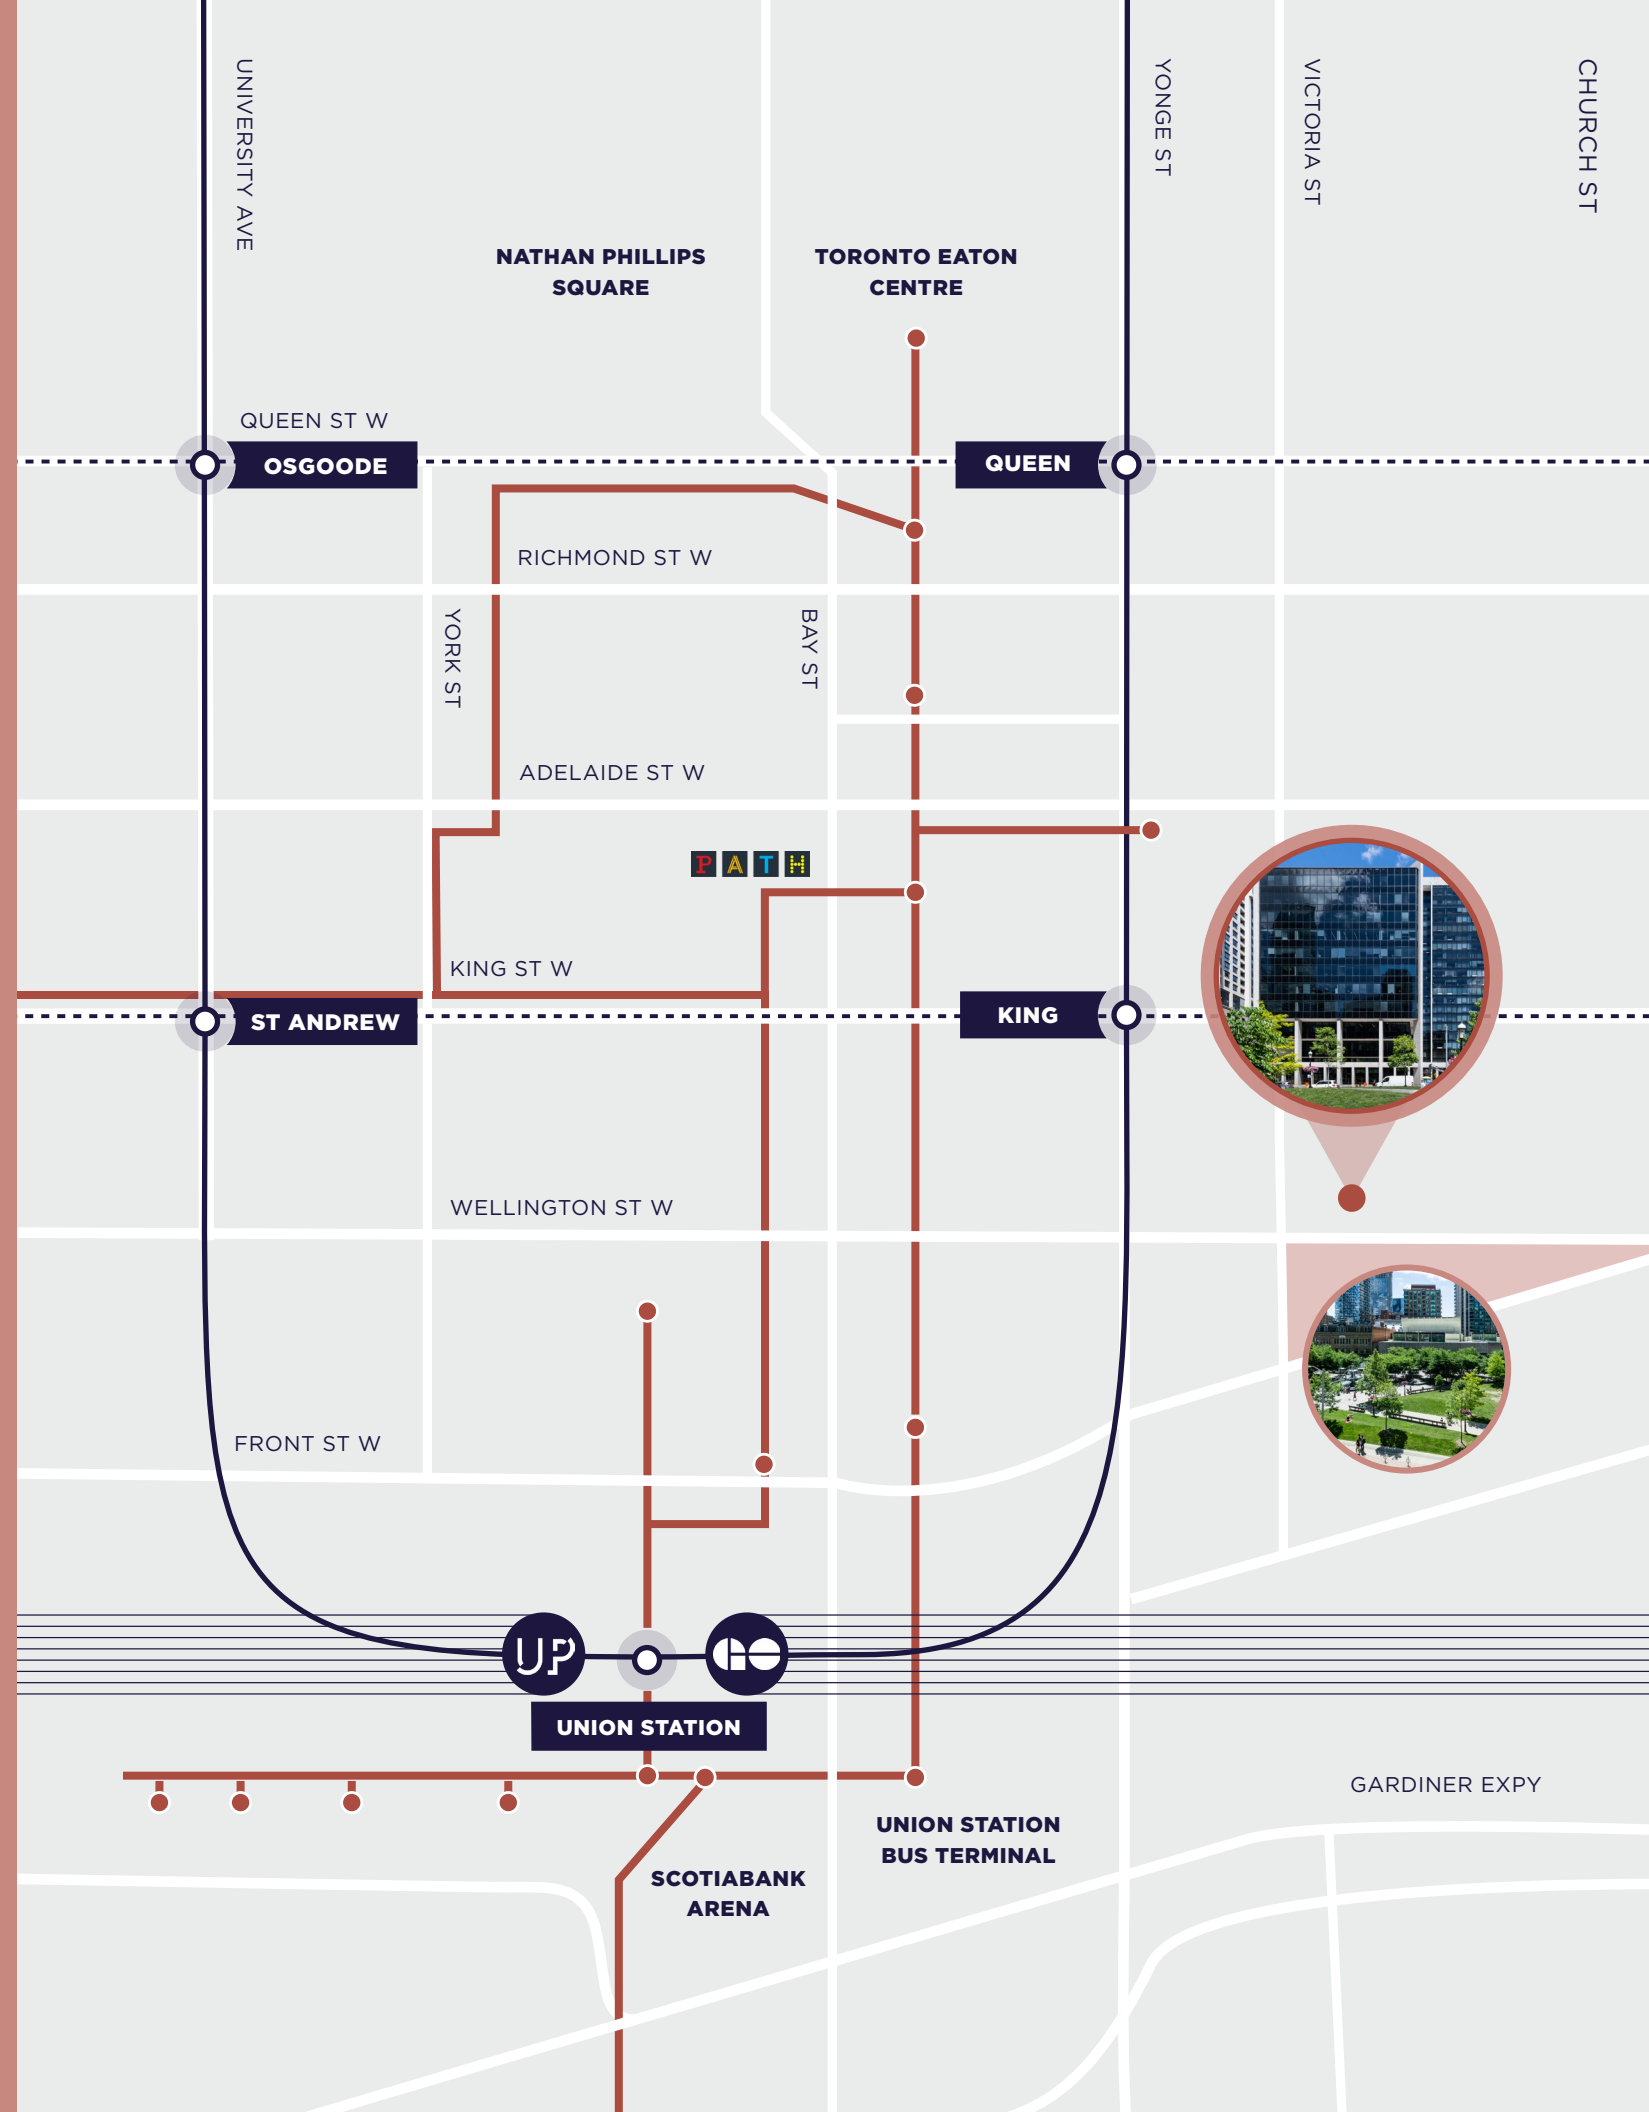 UNIVERSITY AVE
YONGE ST
VICTORIA ST
CHURCH ST
NATHAN PHILLIPS
SQUARE
TORONTO EATON
CENTRE
QUEEN ST W
OSGOODE
QUEEN
RICHMOND ST W
YORK ST
BAY ST
ADELAIDE ST W
PATH
KING ST W
ST ANDREW
KING
WELLINGTON ST W
FRONT ST W
UP
GO
UNION STATION
GARDINER EXPY
UNION STATION
BUS TERMINAL
SCOTIABANK
ARENA